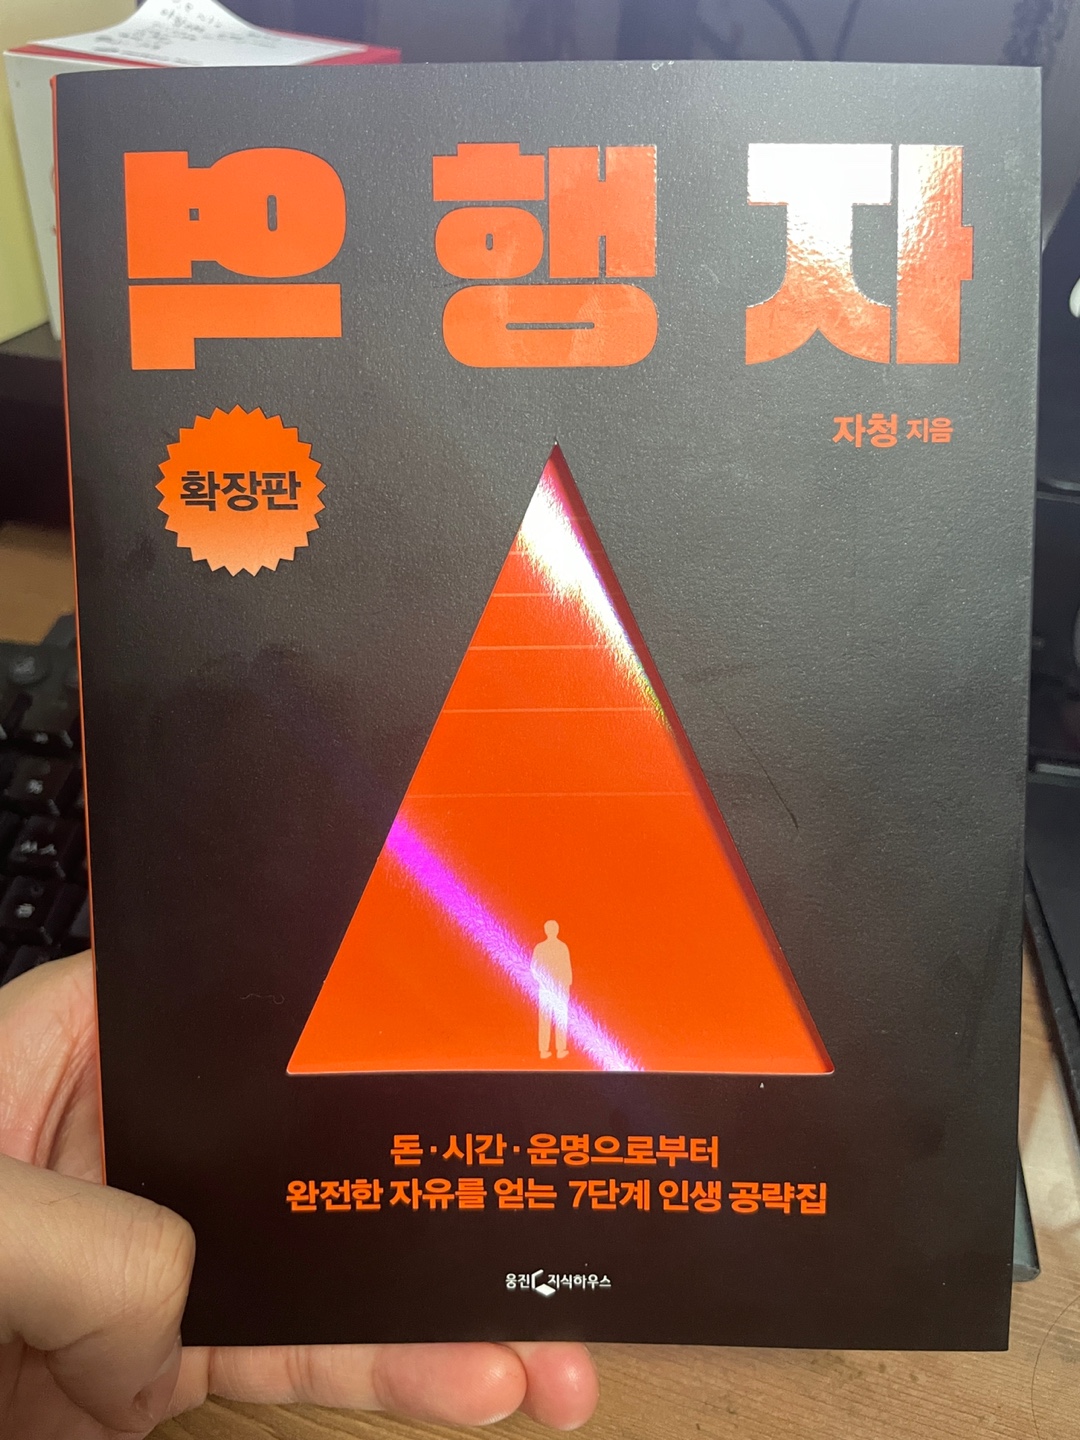 역행자
자청 지음
확장판
돈·시간·운명으로부터
완전한 자유를 얻는 7단계 인생 공략집
웅진 지식하우스